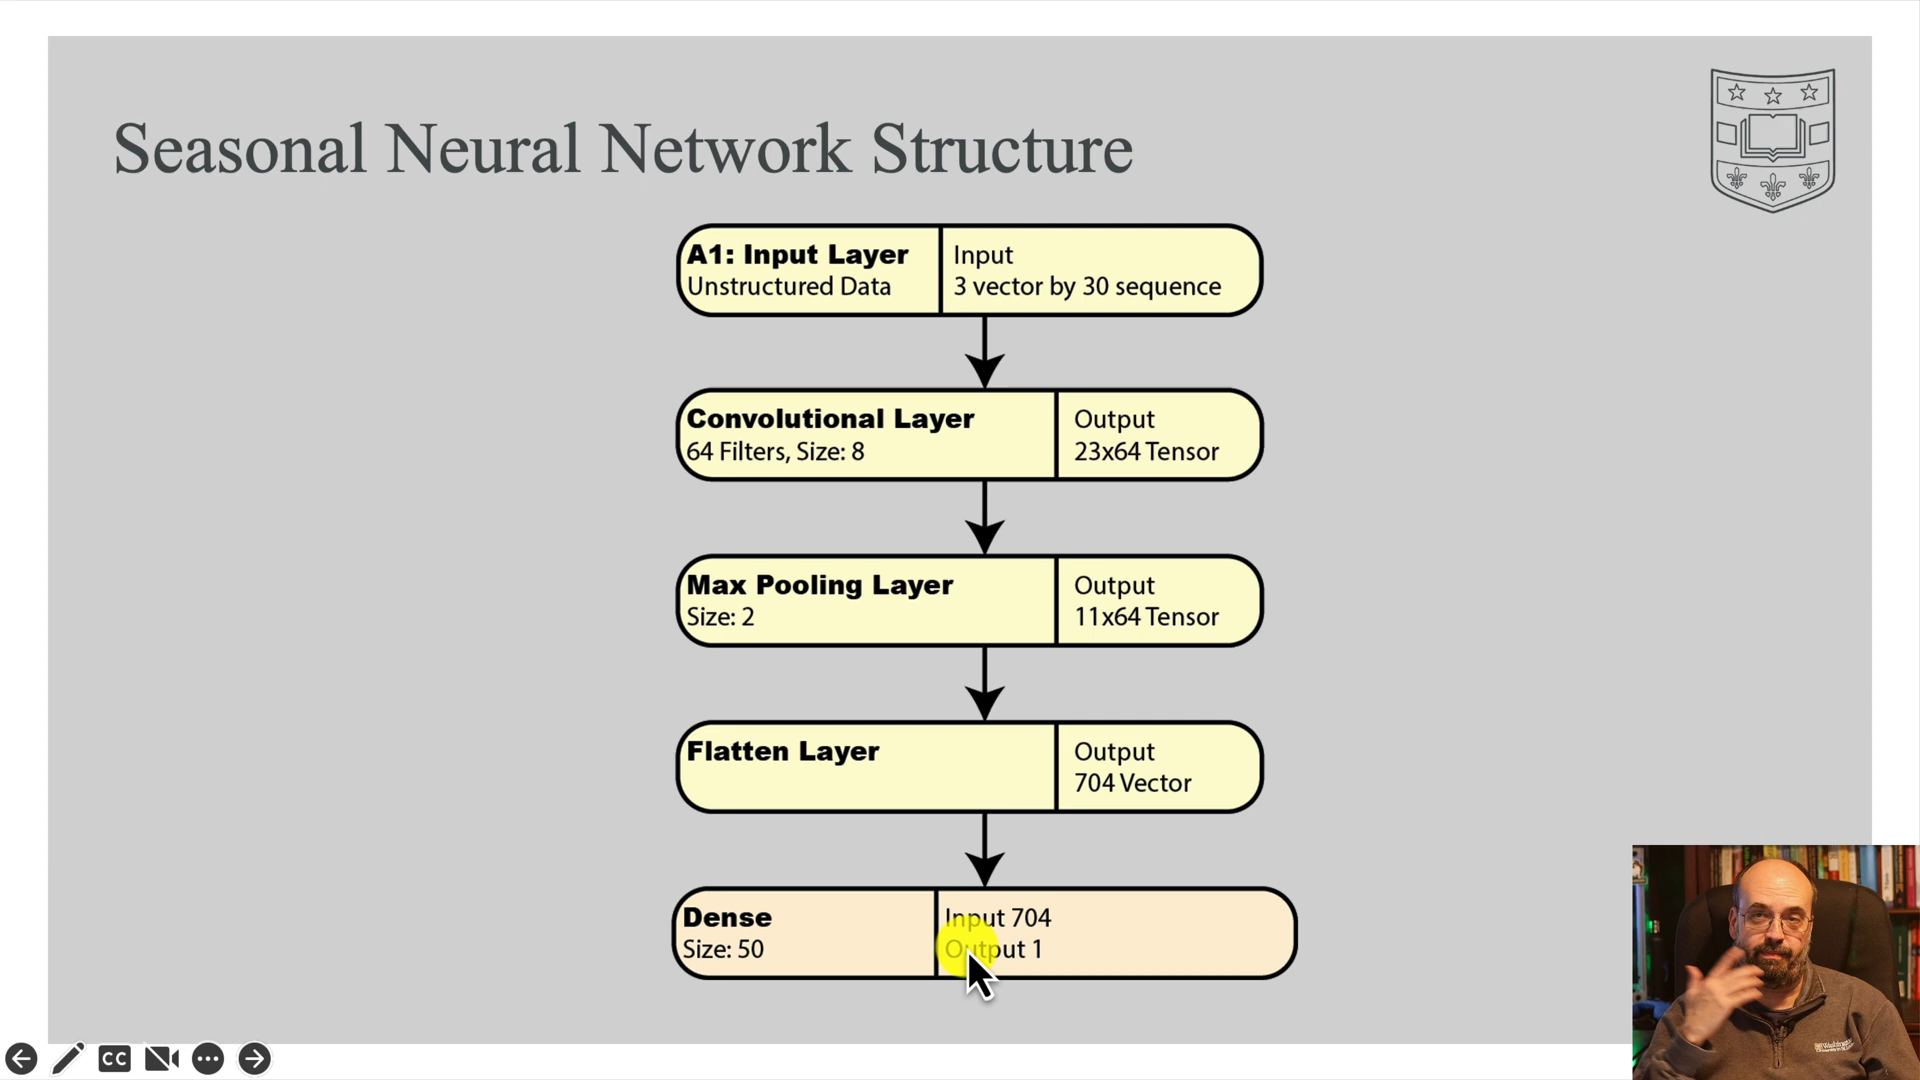 Seasonal Neural Network Structure
A1: Input Layer
Unstructured Data
Input
3 vector by 30 sequence
Convolutional Layer
64 Filters, Size: 8
Output
23x64 Tensor
Max Pooling Layer
Size: 2
Output
11x64 Tensor
Flatten Layer
Output
704 Vector
Dense
Size: 50
Input 704
Output 1
CC